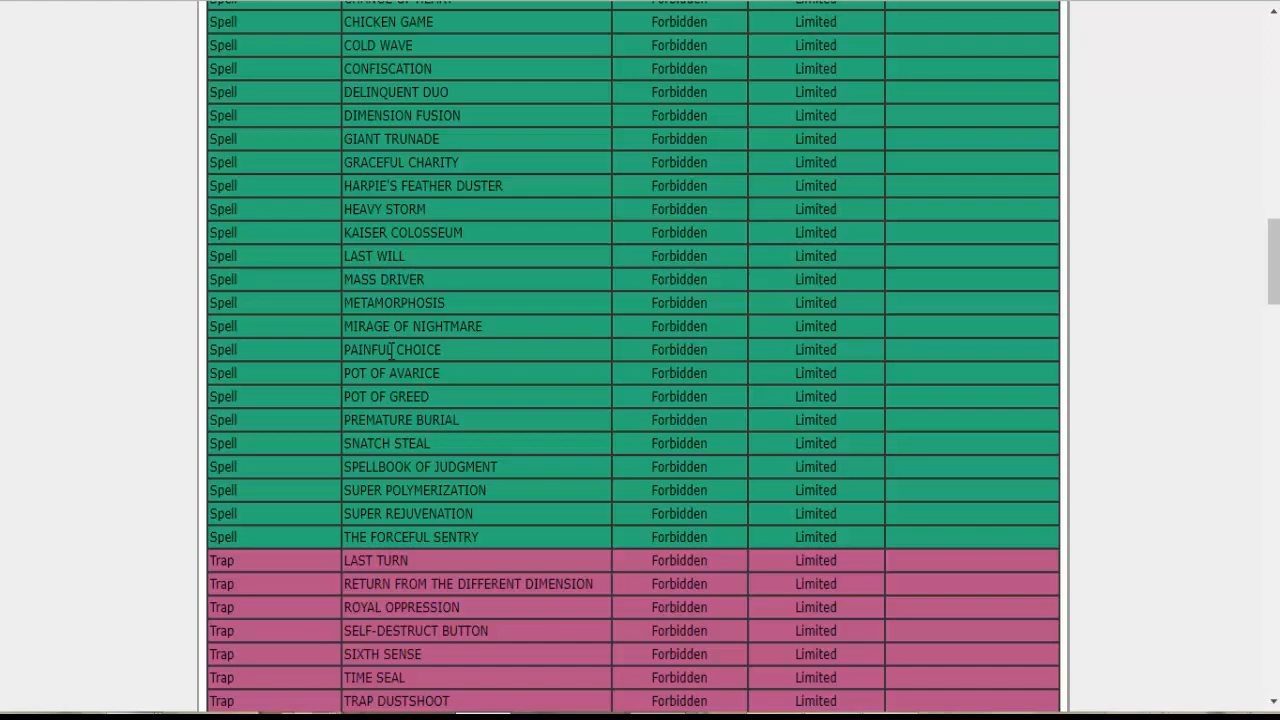 Spell CHANGE OF HEART Forbidden Limited
Spell CHICKEN GAME Forbidden Limited
Spell COLD WAVE Forbidden Limited
Spell CONFISCATION Forbidden Limited
Spell DELINQUENT DUO Forbidden Limited
Spell DIMENSION FUSION Forbidden Limited
Spell GIANT TRUNADE Forbidden Limited
Spell GRACEFUL CHARITY Forbidden Limited
Spell HARPIE'S FEATHER DUSTER Forbidden Limited
Spell HEAVY STORM Forbidden Limited
Spell KAISER COLOSSEUM Forbidden Limited
Spell LAST WILL Forbidden Limited
Spell MASS DRIVER Forbidden Limited
Spell METAMORPHOSIS Forbidden Limited
Spell MIRAGE OF NIGHTMARE Forbidden Limited
Spell PAINFUL CHOICE Forbidden Limited
Spell POT OF AVARICE Forbidden Limited
Spell POT OF GREED Forbidden Limited
Spell PREMATURE BURIAL Forbidden Limited
Spell SNATCH STEAL Forbidden Limited
Spell SPELLBOOK OF JUDGMENT Forbidden Limited
Spell SUPER POLYMERIZATION Forbidden Limited
Spell SUPER REJUVENATION Forbidden Limited
Spell THE FORCEFUL SENTRY Forbidden Limited
Trap LAST TURN Forbidden Limited
Trap RETURN FROM THE DIFFERENT DIMENSION Forbidden Limited
Trap ROYAL OPPRESSION Forbidden Limited
Trap SELF-DESTRUCT BUTTON Forbidden Limited
Trap SIXTH SENSE Forbidden Limited
Trap TIME SEAL Forbidden Limited
Trap TRAP DUSTSHOOT Forbidden Limited